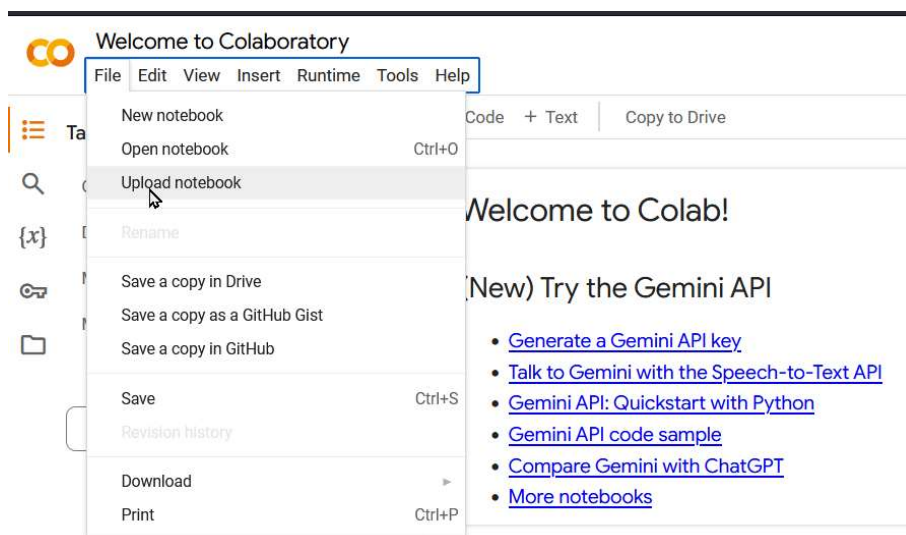 Welcome to Colaboratory
File Edit View Insert Runtime Tools Help
Code + Text Copy to Drive
Ta
New notebook
Open notebook Ctrl+O
Upload notebook
{x}
Rename
Save a copy in Drive
Save a copy as a GitHub Gist
Save a copy in GitHub
Save Ctrl+S
Revision history
Download
Print Ctrl+P
Welcome to Colab!
(New) Try the Gemini API
• Generate a Gemini API key
• Talk to Gemini with the Speech-to-Text API
• Gemini API: Quickstart with Python
• Gemini API code sample
• Compare Gemini with ChatGPT
• More notebooks